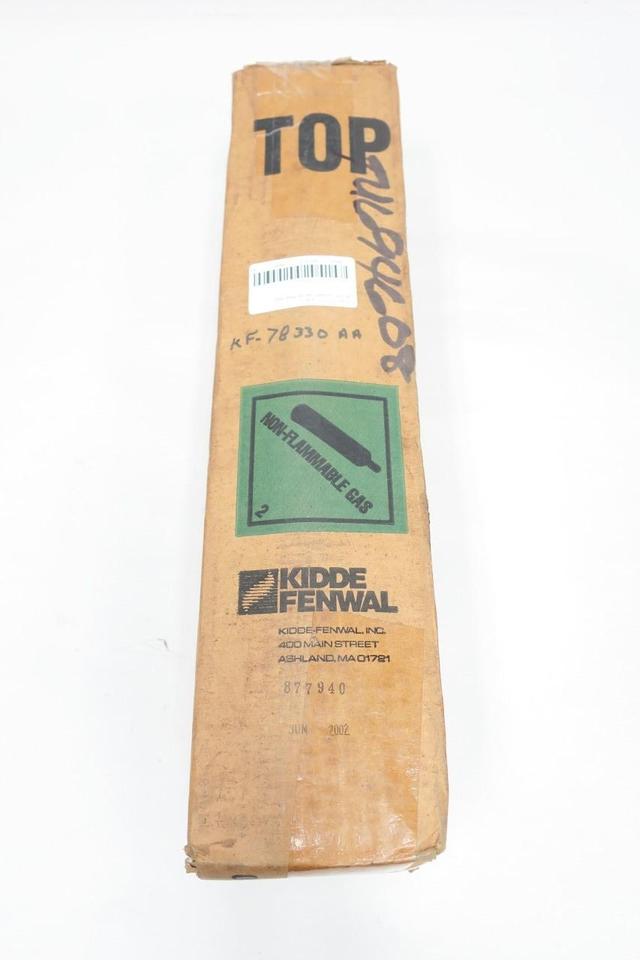 TOP
KF-78330 AA
NON-FLAMMABLE GAS
2
KIDDE
FENWAL
KIDDE-FENWAL, INC.
400 MAIN STREET
ASHLAND, MA 01721
877940
JUN 2002